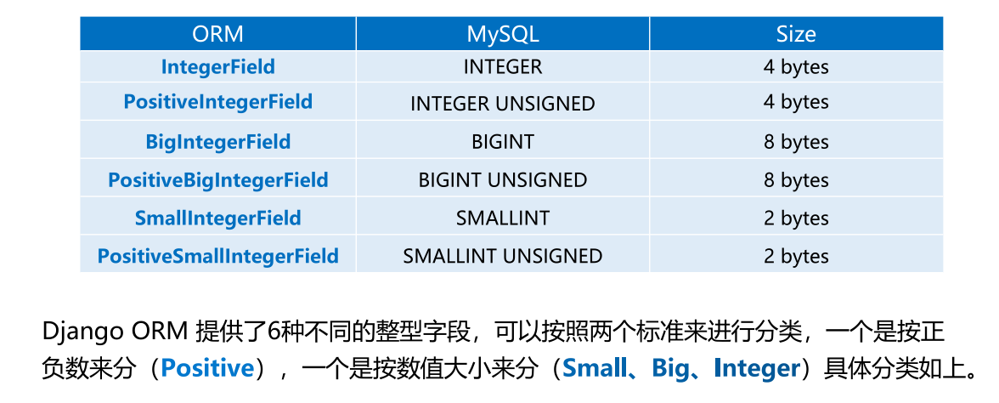 ORM MySQL Size
IntegerField INTEGER 4 bytes
PositiveIntegerField INTEGER UNSIGNED 4 bytes
BigIntegerField BIGINT 8 bytes
PositiveBigIntegerField BIGINT UNSIGNED 8 bytes
SmallIntegerField SMALLINT 2 bytes
PositiveSmallIntegerField SMALLINT UNSIGNED 2 bytes
Django ORM 提供了6种不同的整型字段，可以按照两个标准来进行分类，一个是按正
负数来分（Positive），一个是按数值大小来分（Small、Big、Integer）具体分类如上。